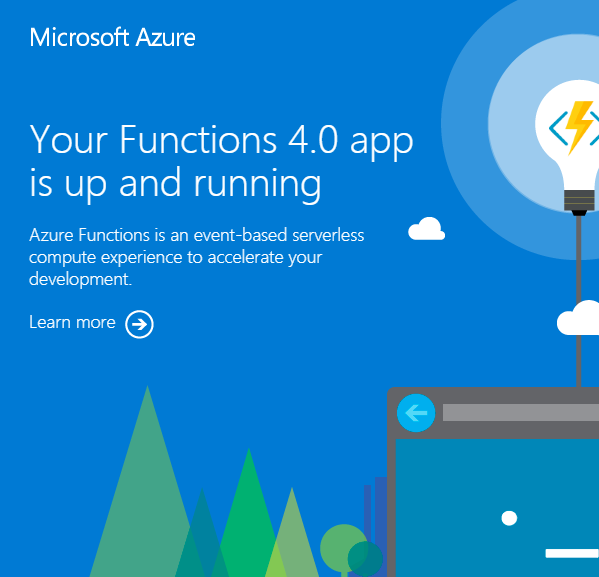 Microsoft Azure
Your Functions 4.0 app
is up and running
Azure Functions is an event-based serverless
compute experience to accelerate your
development.
Learn more